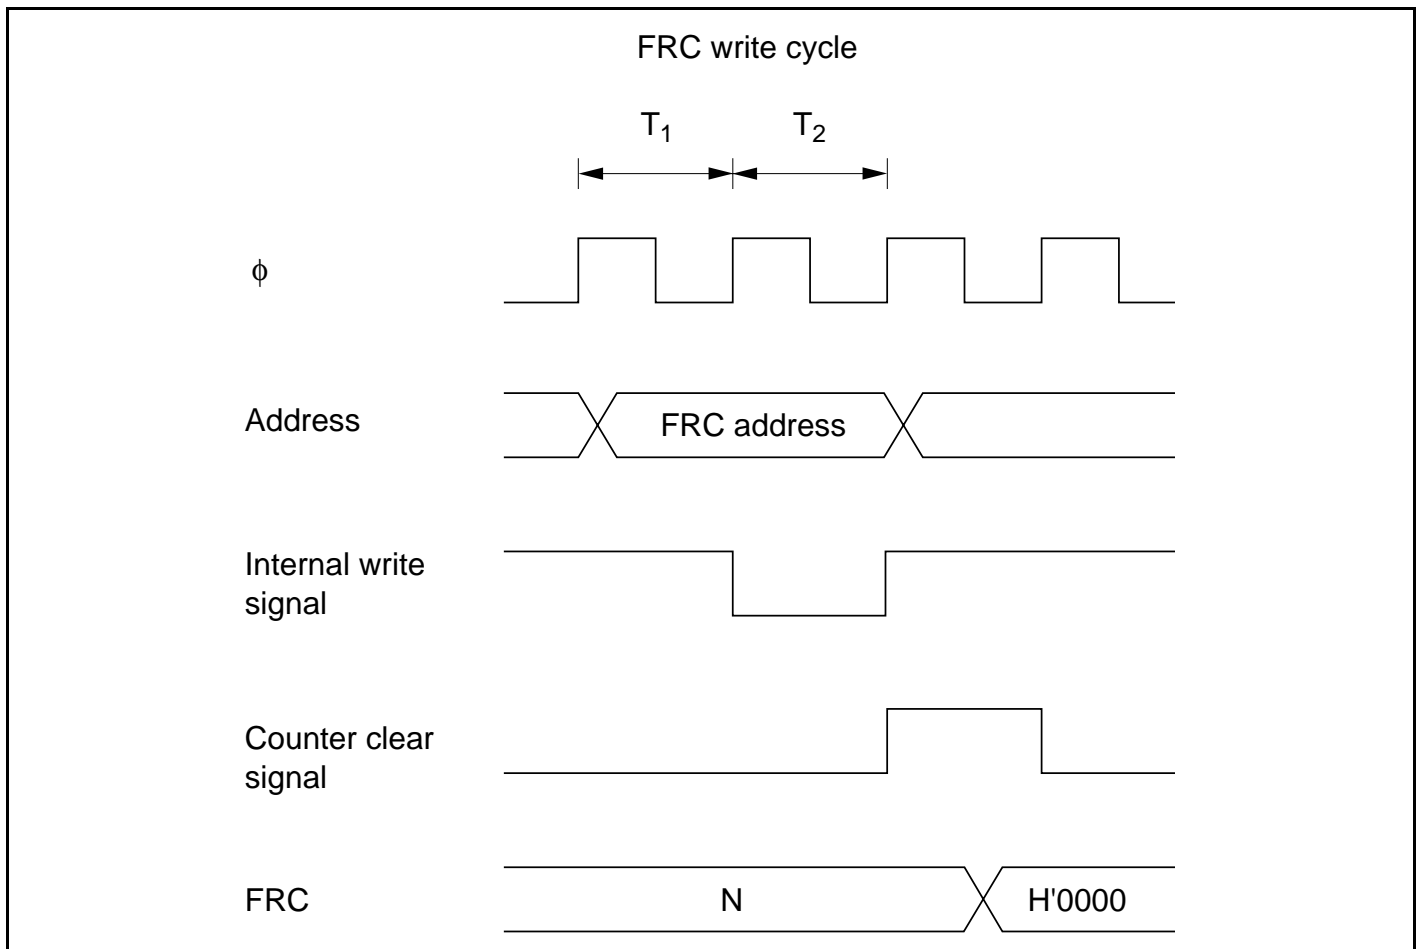 FRC write cycle
T1 T2
ϕ
Address
FRC address
Internal write
signal
Counter clear
signal
FRC
N
H'0000